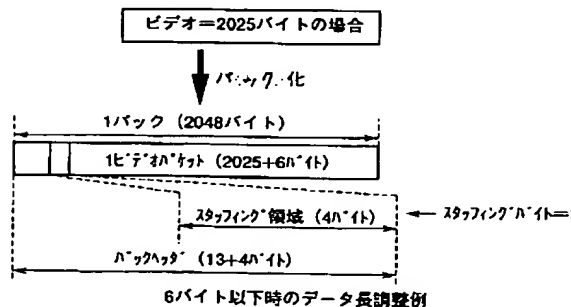 ビデオ=2025バイトの場合
パック化
1パック (2048バイト)
1ビデオパケット (2025+6バイト)
スタッフィング領域 (4バイト)
スタッフィングバイト=
パックヘッダ (13+4バイト)
6バイト以下時のデータ長調整例